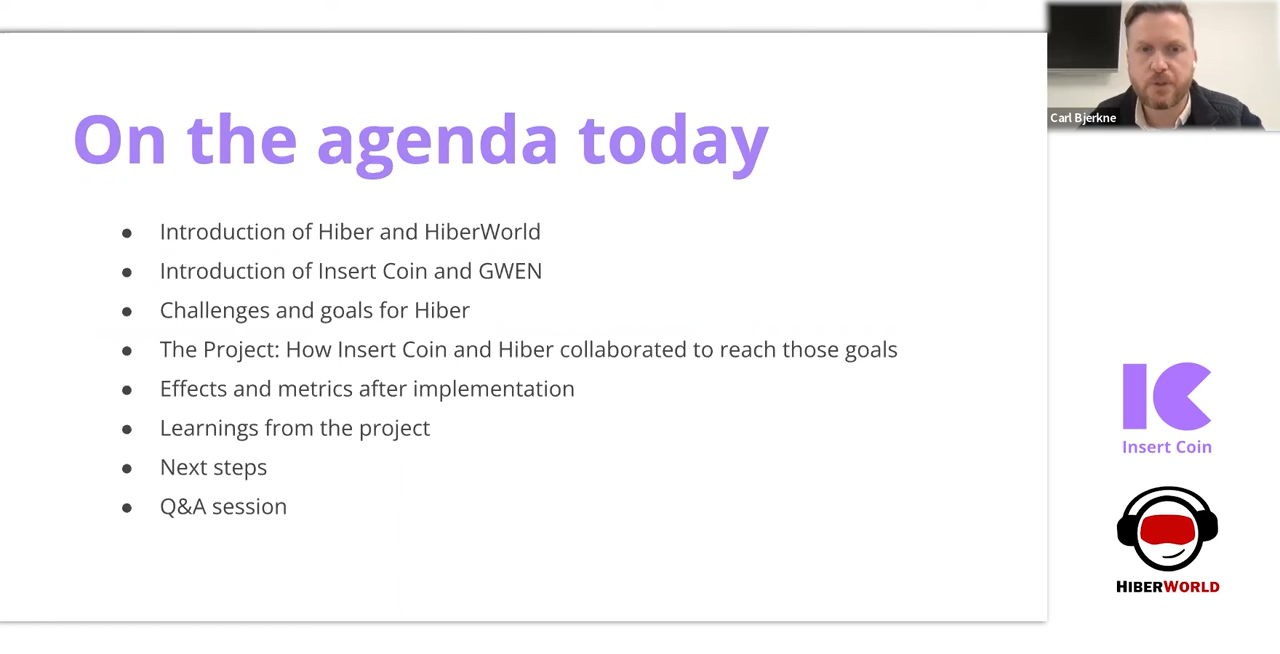 On the agenda today
● Introduction of Hiber and HiberWorld
● Introduction of Insert Coin and GWEN
● Challenges and goals for Hiber
● The Project: How Insert Coin and Hiber collaborated to reach those goals
● Effects and metrics after implementation
● Learnings from the project
● Next steps
● Q&A session
Carl Bjerkne
IC
Insert Coin
HIBERWORLD